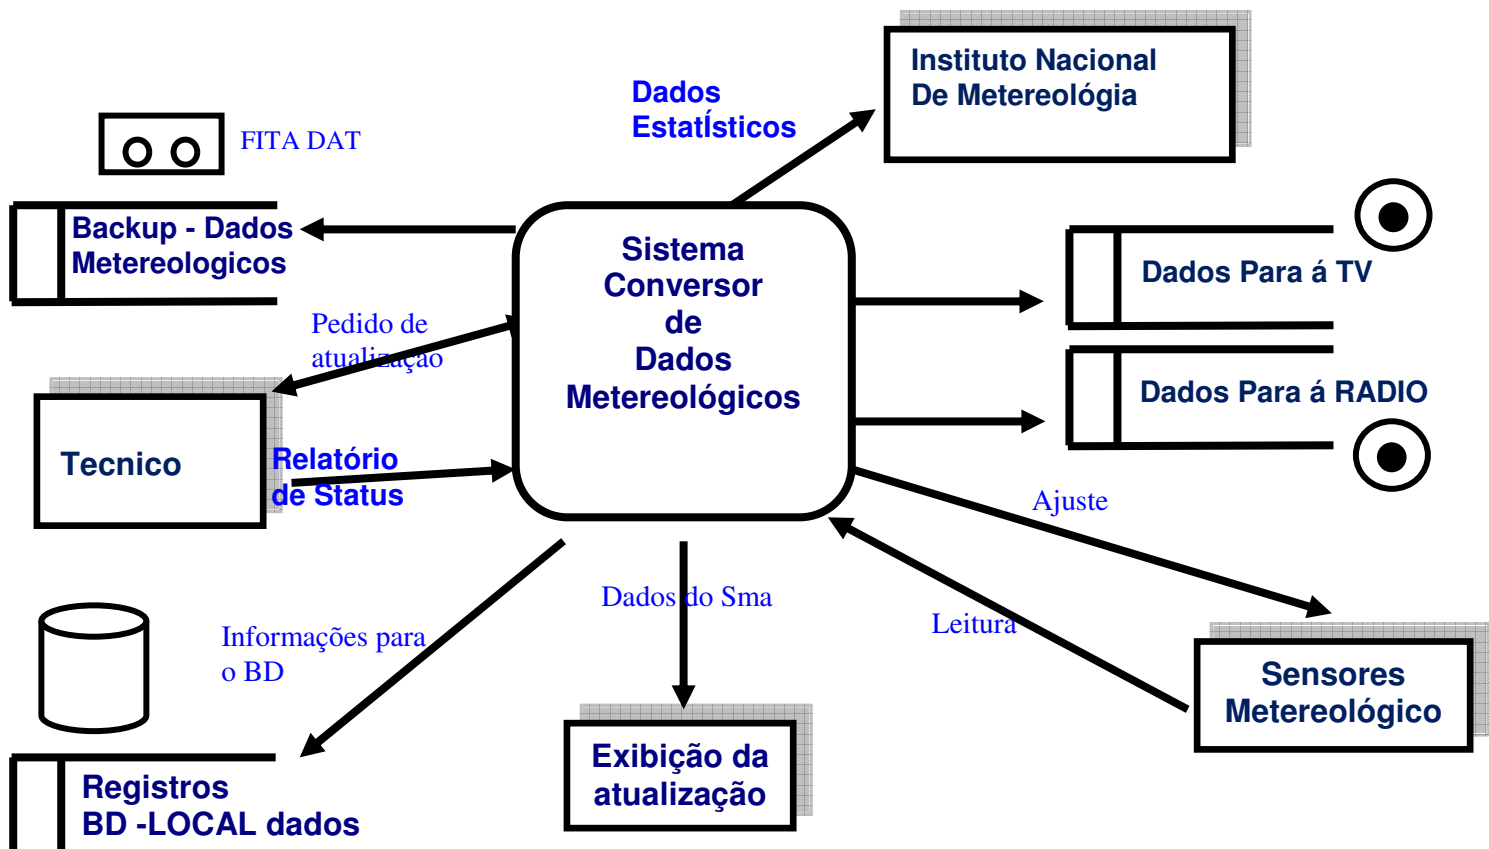 Instituto Nacional
De Metereológia
Dados
EstatÍsticos
FITA DAT
Backup - Dados
Metereologicos
Sistema
Conversor
de
Dados
Metereológicos
Dados Para á TV
Pedido de
atualização
Dados Para á RADIO
Tecnico
Relatório
de Status
Ajuste
Dados do Sma
Leitura
Informações para
o BD
Sensores
Metereológico
Exibição da
atualização
Registros
BD -LOCAL dados